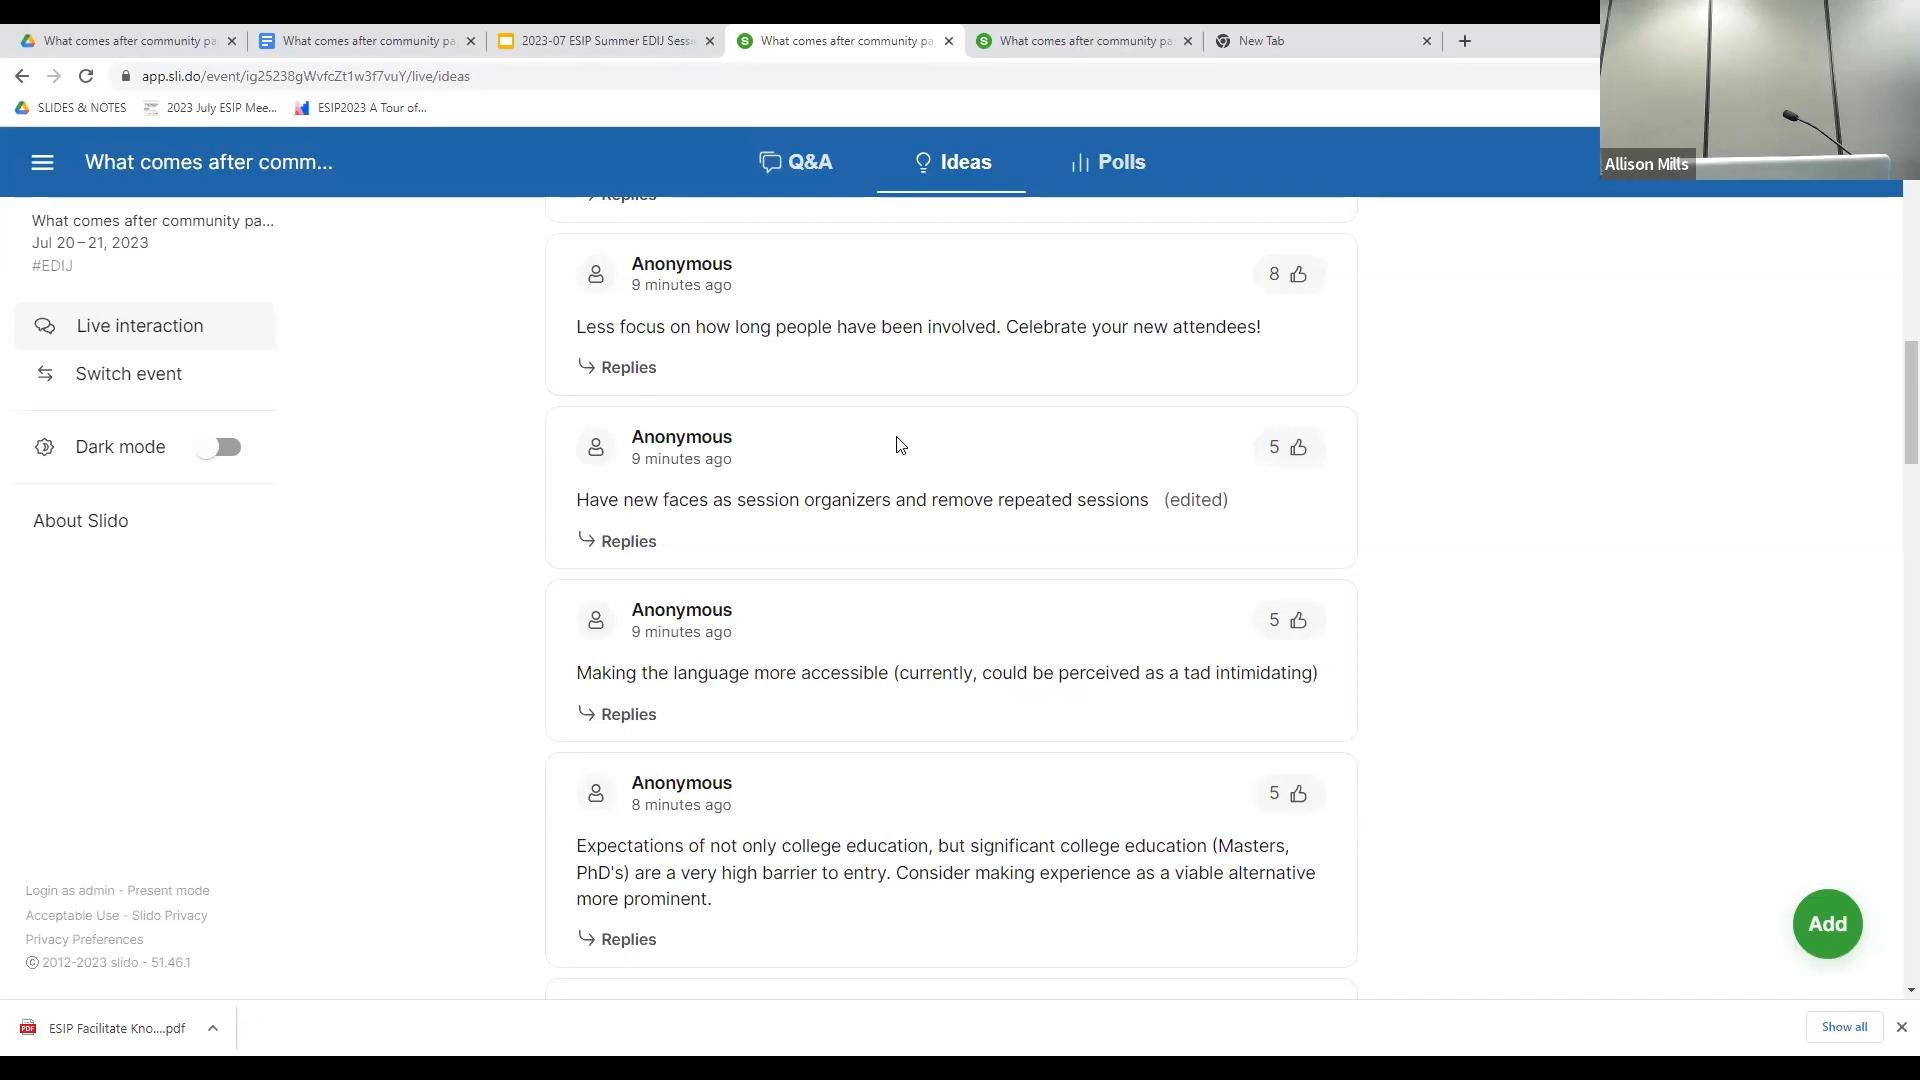 What comes after community pa
What comes after community pa
2023-07 ESIP Summer EDIJ Sessi
What comes after community pa
What comes after community pa
New Tab
app.sli.do/event/ig25238gWvfcZt1w3f7vuY/live/ideas
SLIDES & NOTES
2023 July ESIP Mee...
ESIP2023 A Tour of...
Allison Mills
What comes after comm...
Q&A
Ideas
Polls
What comes after community pa...
Jul 20 – 21, 2023
#EDIJ
Live interaction
Switch event
Dark mode
About Slido
Login as admin - Present mode
Acceptable Use - Slido Privacy
Privacy Preferences
© 2012-2023 slido - 51.46.1
Replies
Anonymous
9 minutes ago
8
Less focus on how long people have been involved. Celebrate your new attendees!
Replies
Anonymous
9 minutes ago
5
Have new faces as session organizers and remove repeated sessions (edited)
Replies
Anonymous
9 minutes ago
5
Making the language more accessible (currently, could be perceived as a tad intimidating)
Replies
Anonymous
8 minutes ago
5
Expectations of not only college education, but significant college education (Masters,
PhD's) are a very high barrier to entry. Consider making experience as a viable alternative
more prominent.
Replies
Add
PDF
ESIP Facilitate Kno....pdf
Show all